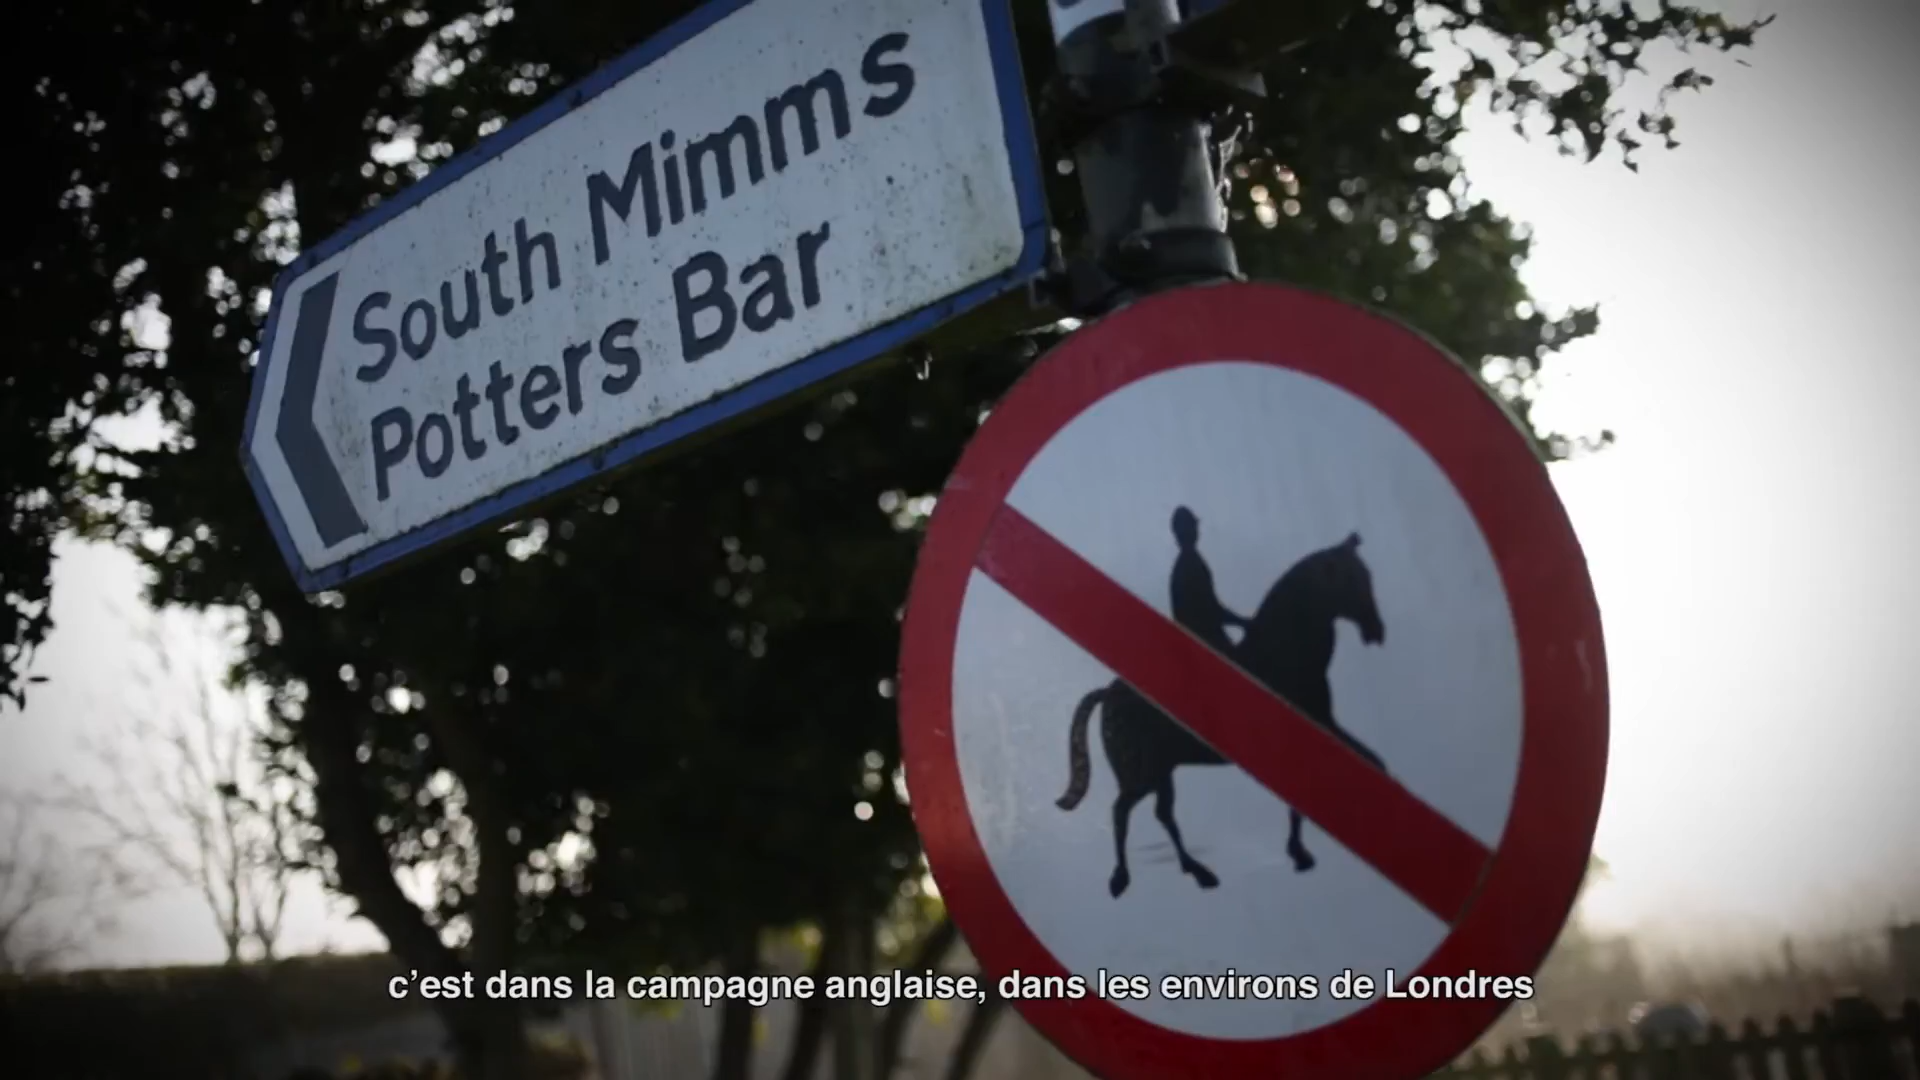 South Mimms
Potters Bar
c’est dans la campagne anglaise, dans les environs de Londres